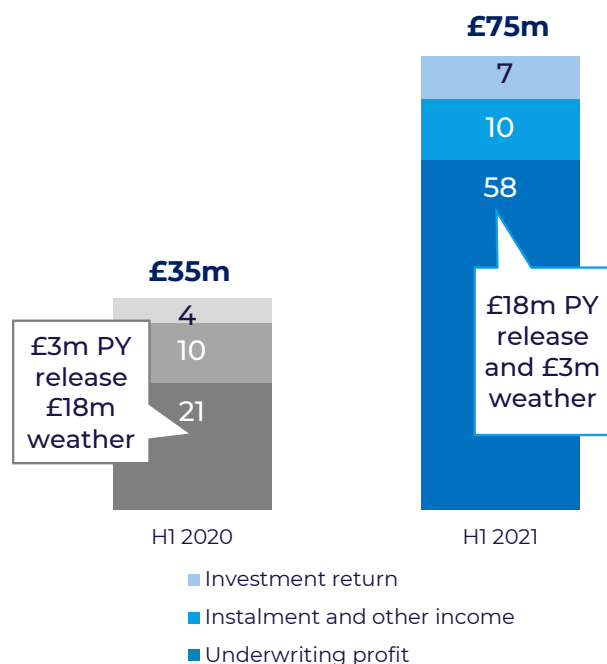 £75m
7
10
58
£18m PY
release
and £3m
weather
£35m
4
10
21
£3m PY
release
£18m
weather
H1 2020
H1 2021
Investment return
Instalment and other income
Underwriting profit